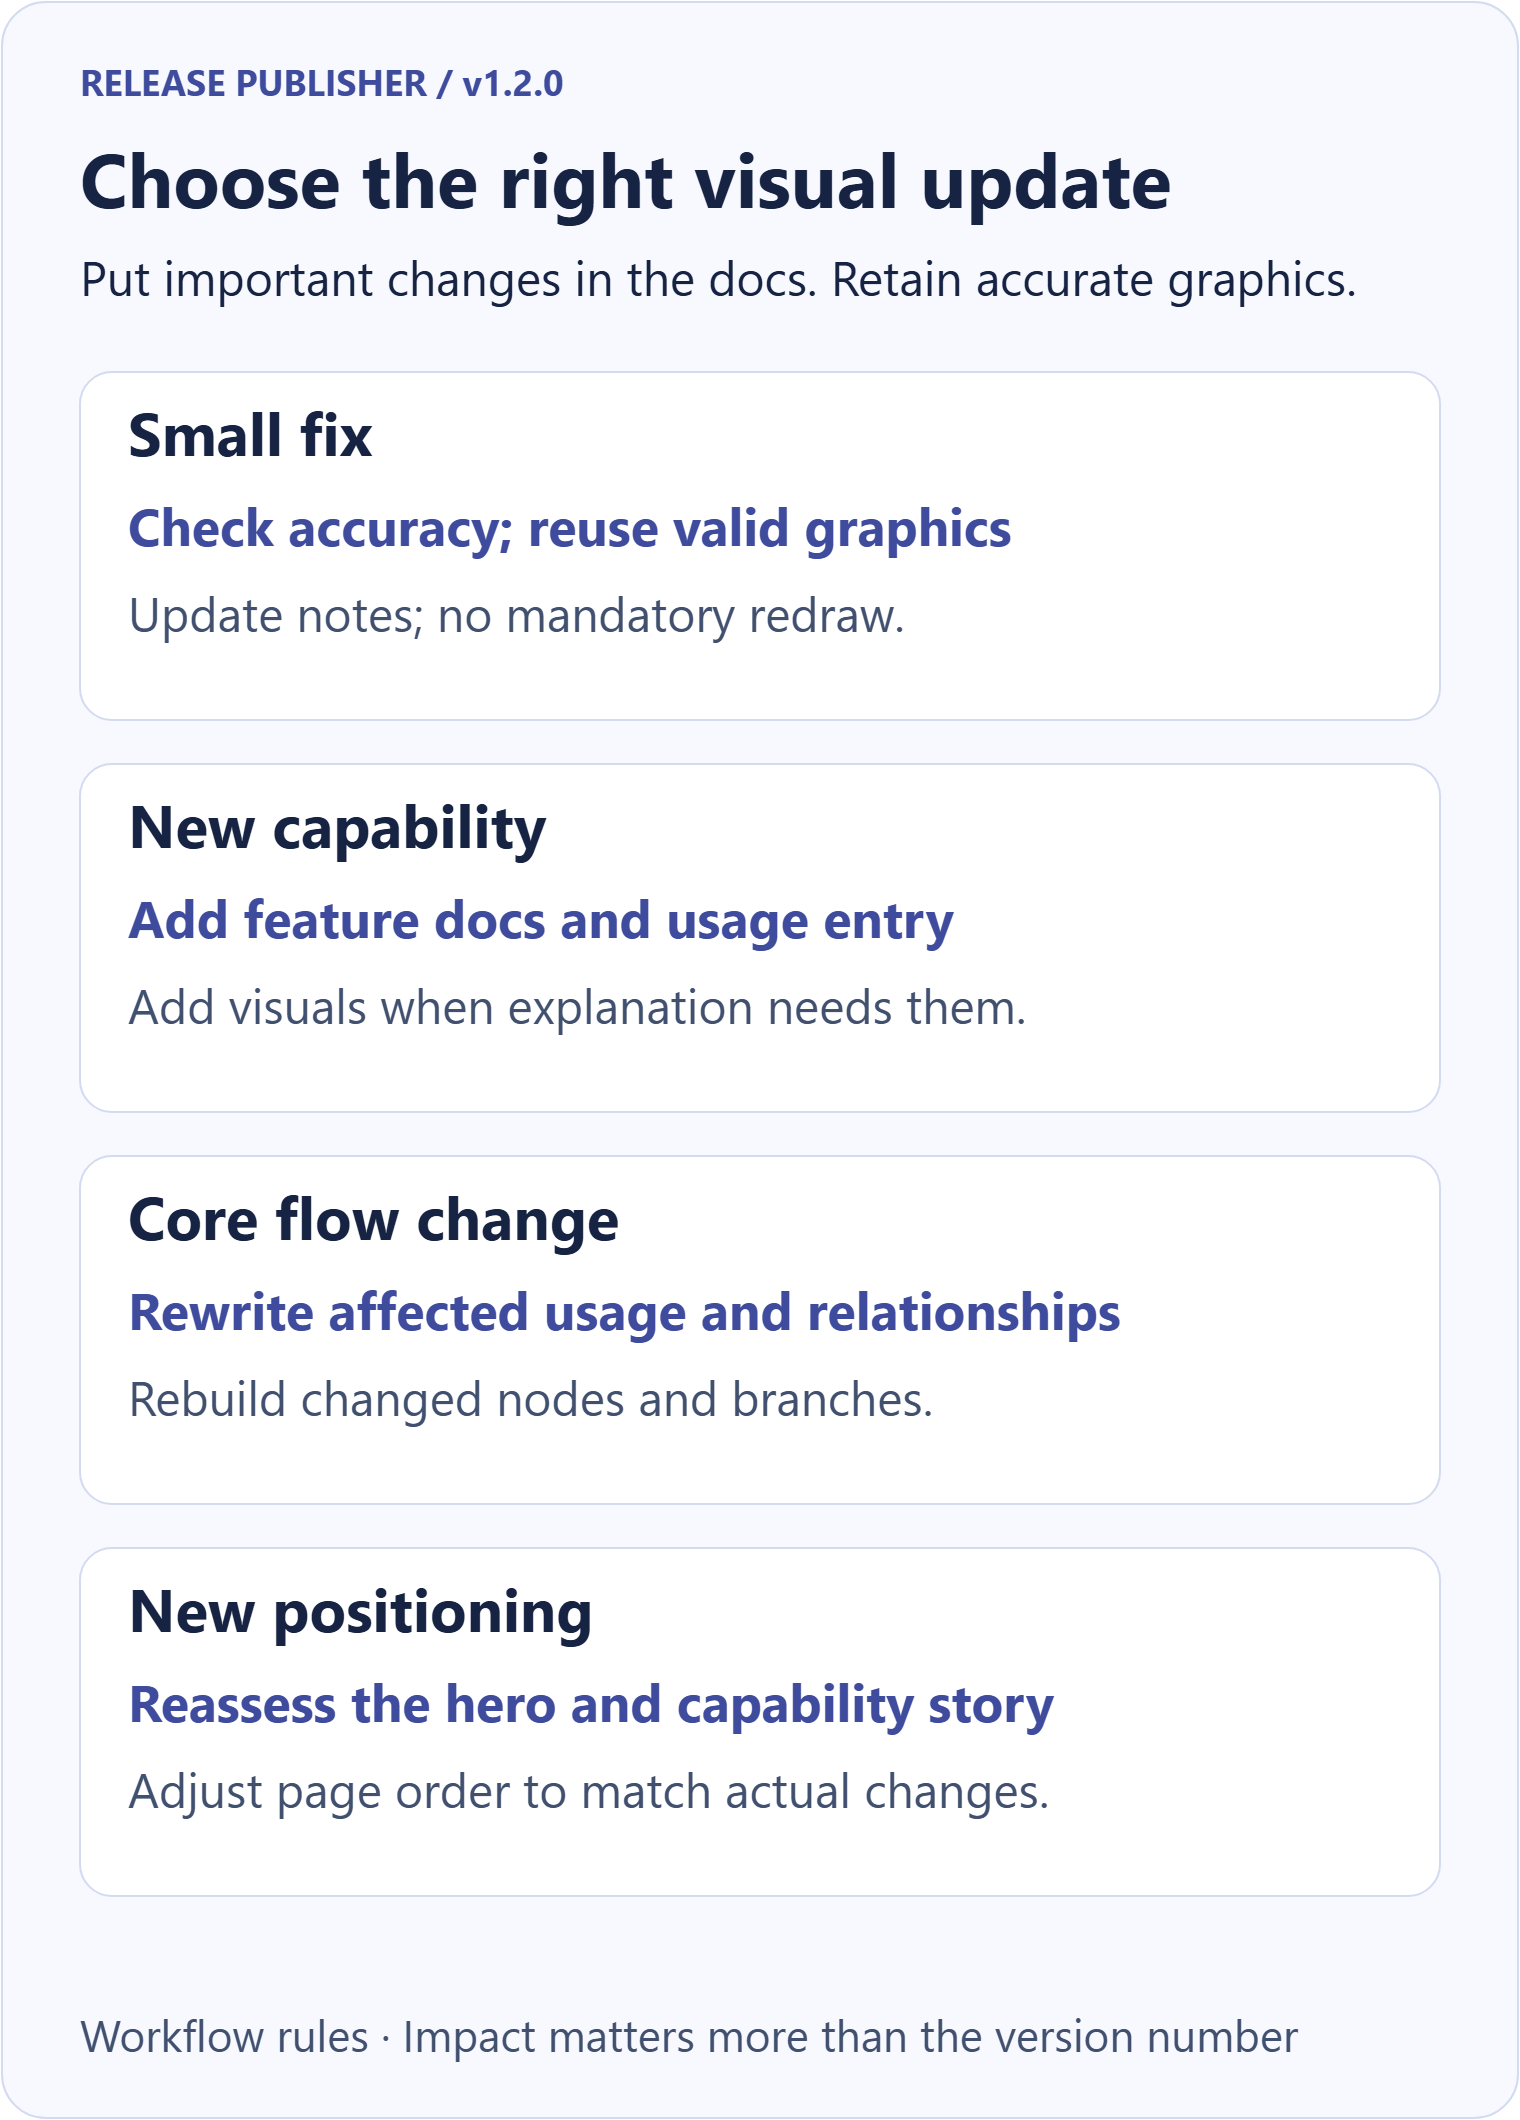 RELEASE PUBLISHER / v1.2.0
Choose the right visual update
Put important changes in the docs. Retain accurate graphics.
Small fix
Check accuracy; reuse valid graphics
Update notes; no mandatory redraw.
New capability
Add feature docs and usage entry
Add visuals when explanation needs them.
Core flow change
Rewrite affected usage and relationships
Rebuild changed nodes and branches.
New positioning
Reassess the hero and capability story
Adjust page order to match actual changes.
Workflow rules · Impact matters more than the version number